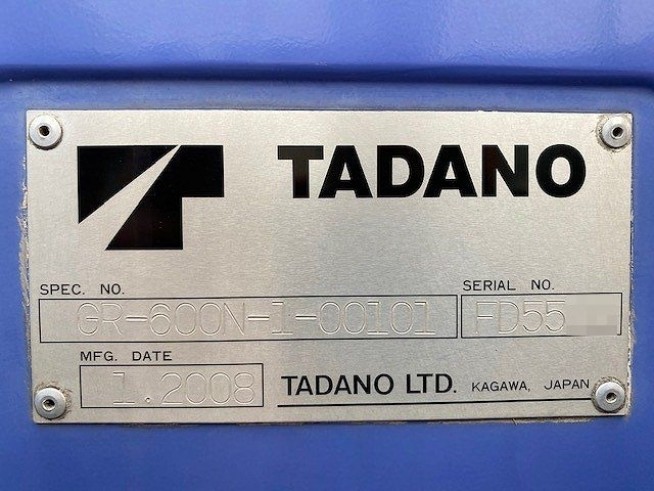 TADANO
SPEC. NO.
GR-600N-1-00101
SERIAL NO.
FD55
MFG. DATE
1.2008
TADANO LTD. KAGAWA, JAPAN